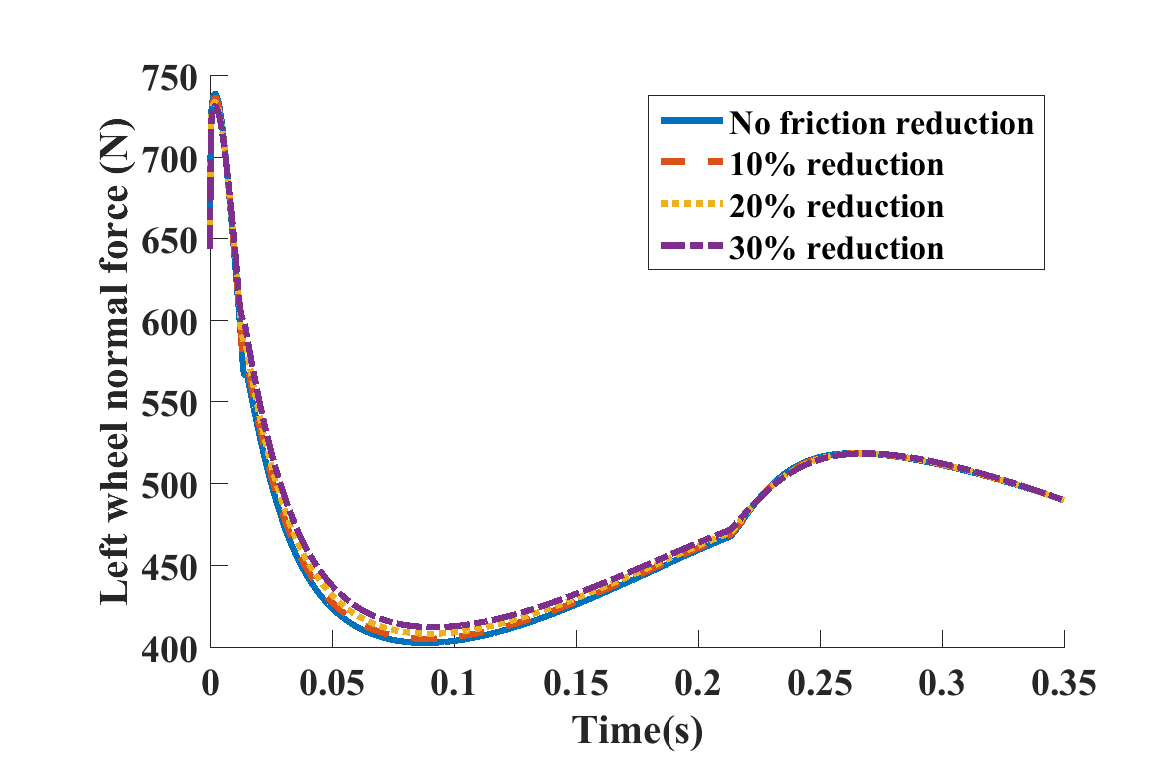 750
700
650
600
550
500
450
400
Left wheel normal force (N)
No friction reduction
10% reduction
20% reduction
30% reduction
0 0.05 0.1 0.15 0.2 0.25 0.3 0.35
Time(s)